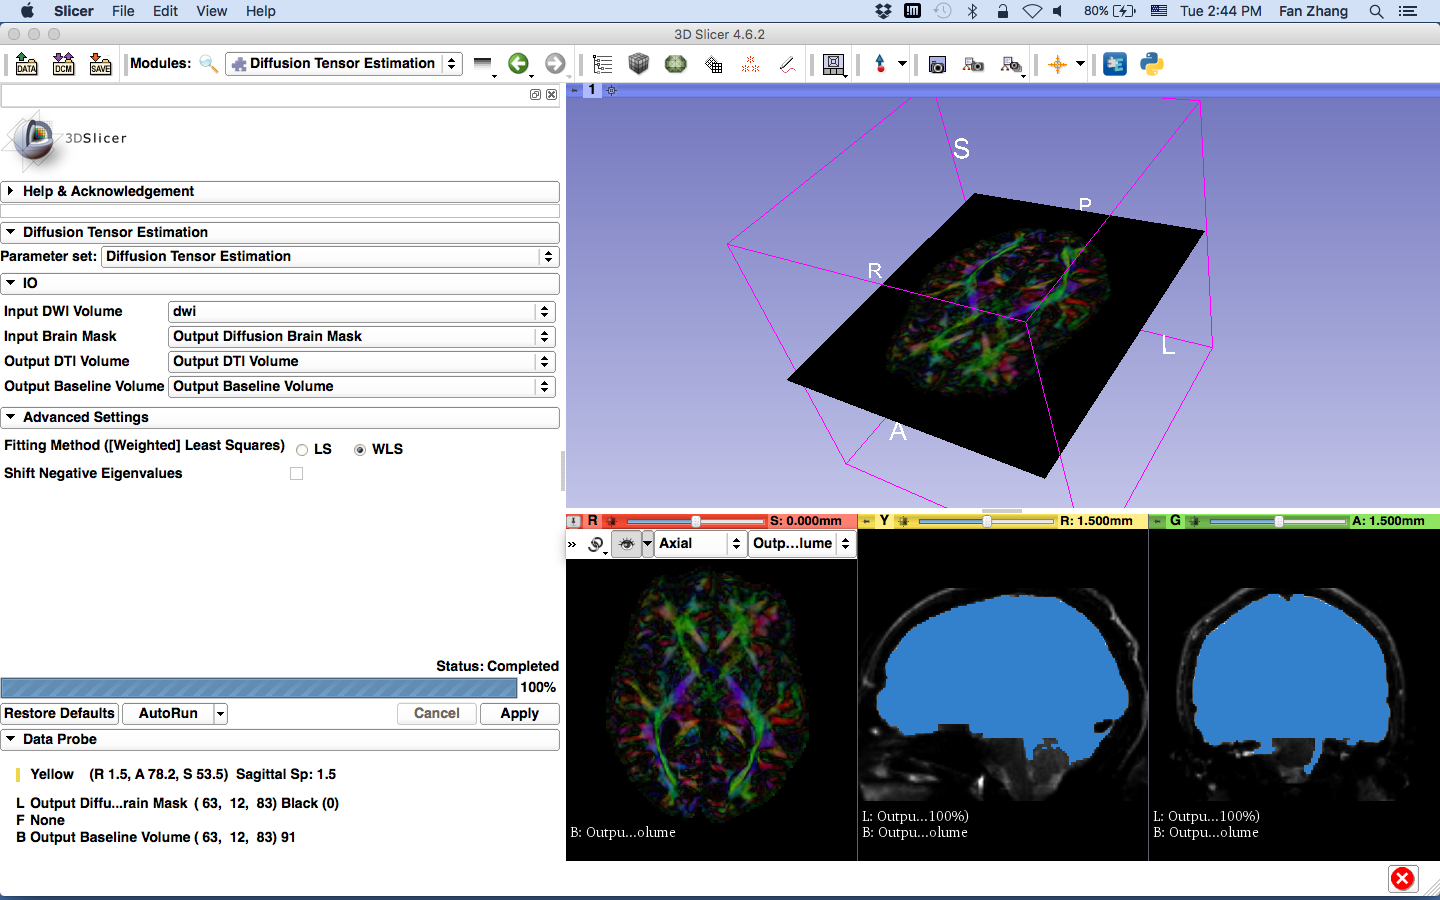 Slicer File Edit View Help 80% Tue 2:44 PM Fan Zhang
3D Slicer 4.6.2
DATA DCM SAVE Modules: Diffusion Tensor Estimation
1
3DSlicer
Help & Acknowledgement
Diffusion Tensor Estimation
Parameter set: Diffusion Tensor Estimation
IO
Input DWI Volume dwi
Input Brain Mask Output Diffusion Brain Mask
Output DTI Volume Output DTI Volume
Output Baseline Volume Output Baseline Volume
Advanced Settings
Fitting Method ([Weighted] Least Squares) LS WLS
Shift Negative Eigenvalues
Status: Completed
100%
Restore Defaults AutoRun Cancel Apply
Data Probe
Yellow (R 1.5, A 78.2, S 53.5) Sagittal Sp: 1.5
L Output Diffu...rain Mask ( 63, 12, 83) Black (0)
F None
B Output Baseline Volume ( 63, 12, 83) 91
S
P
R
L
A
R S: 0.000mm
» Axial Outp...lume
B: Outpu...olume
Y R: 1.500mm
L: Outpu...100%)
B: Outpu...olume
G A: 1.500mm
L: Outpu...100%)
B: Outpu...olume